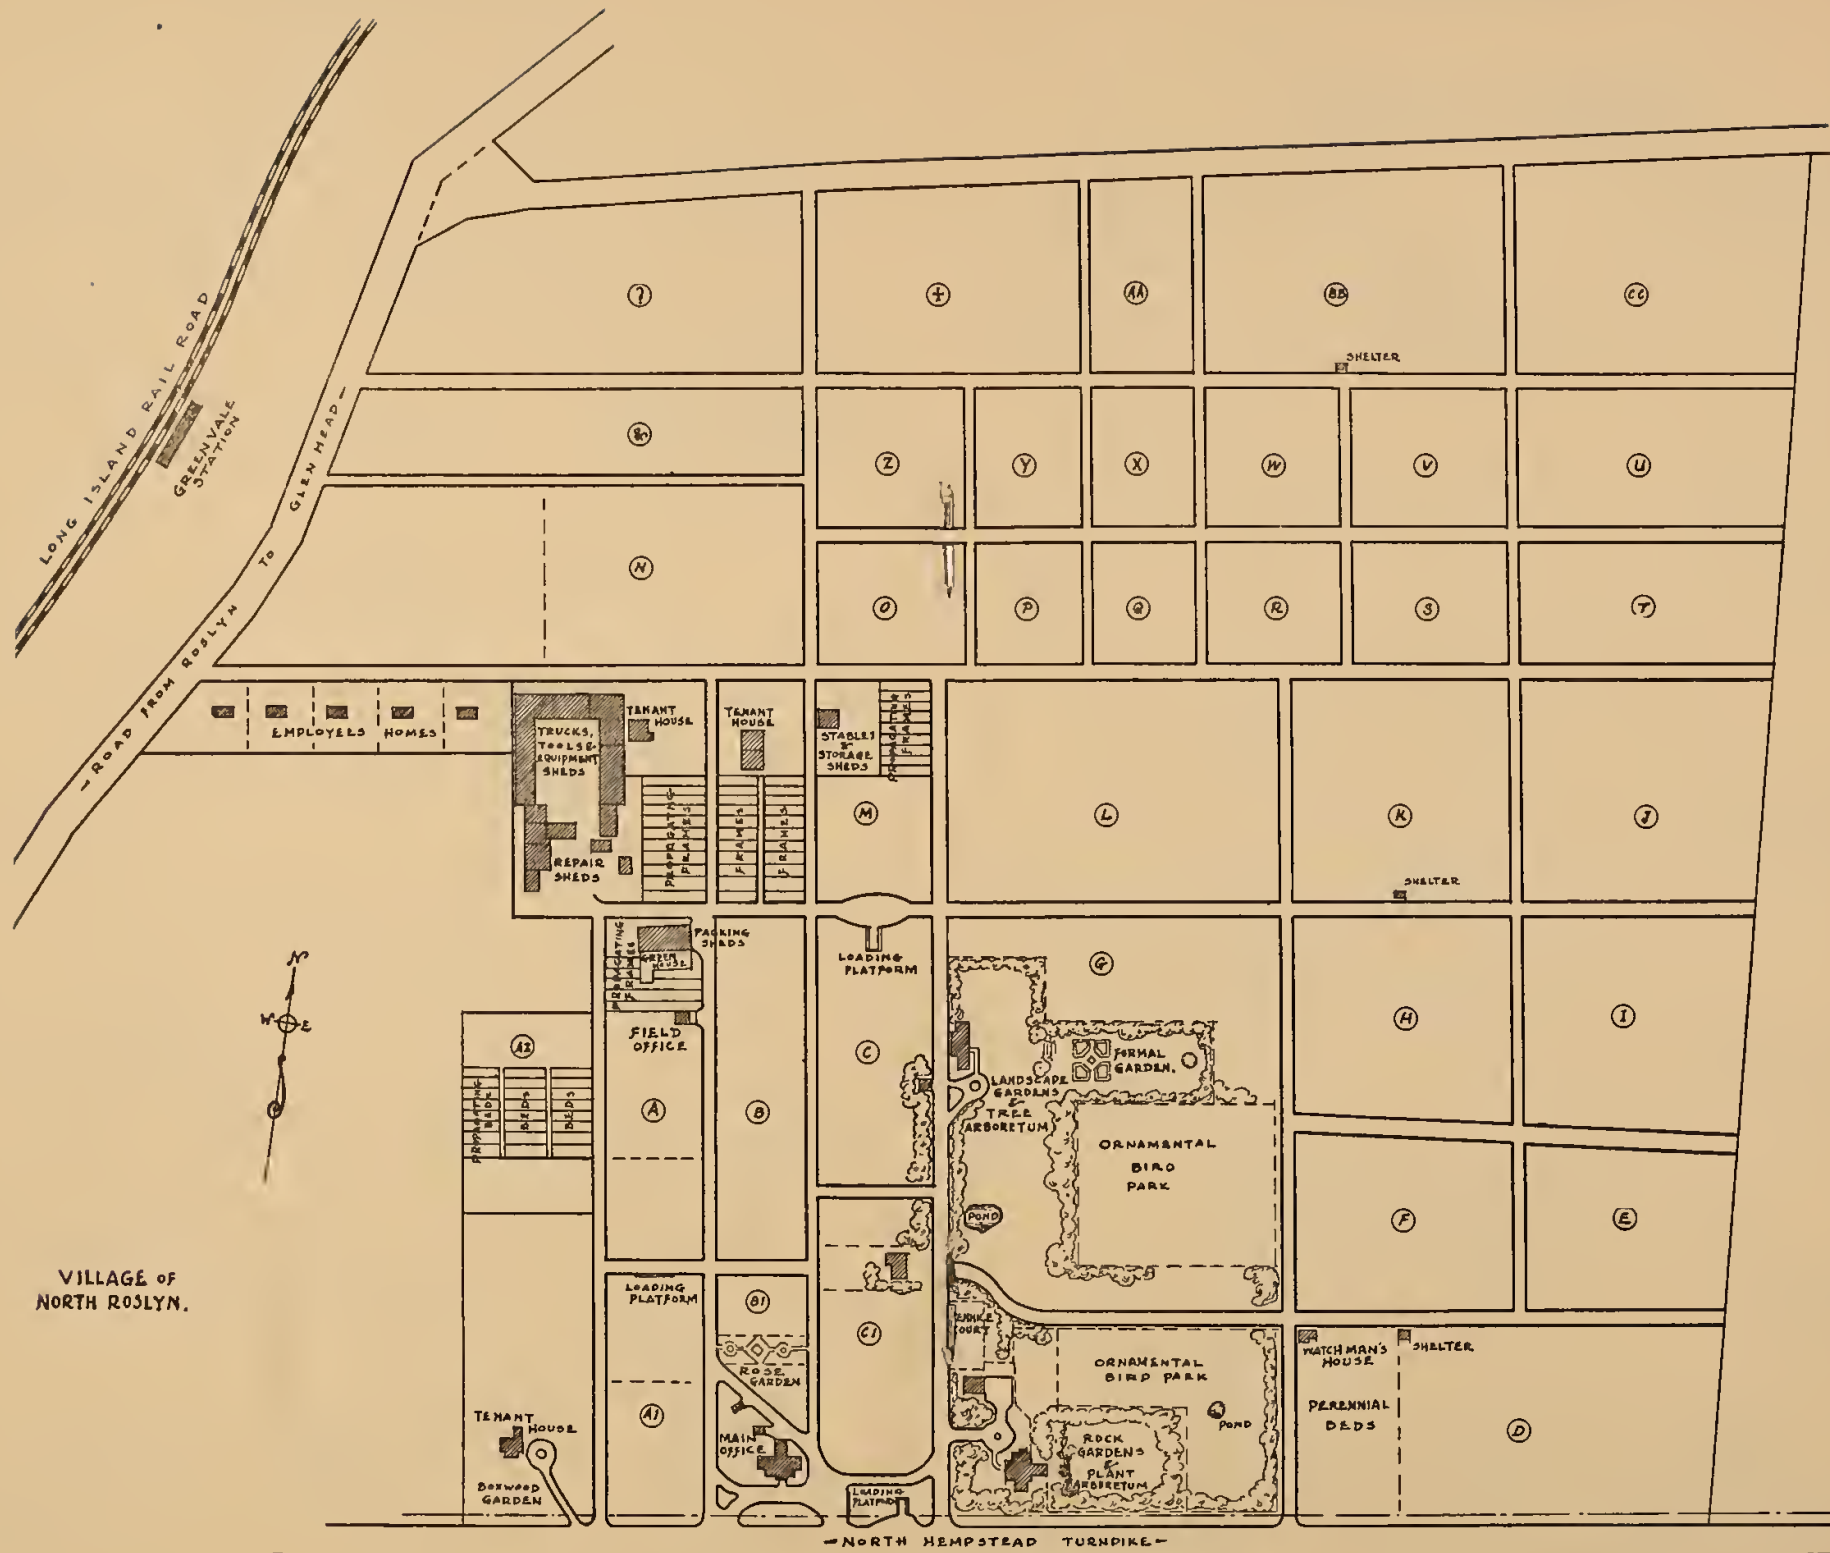 ?
+
AA
BB
CC
SHELTER
LONG ISLAND RAIL ROAD
GREENVALE
STATION
- ROAD FROM ROSLYN TO GLEN HEAD -
&
Z
Y
X
W
V
U
N
O
P
Q
R
S
T
EMPLOYEES HOMES
TRUCKS,
TOOLS &
EQUIPMENT
SHEDS
TENANT
HOUSE
TENANT
HOUSE
STABLES
&
STORAGE
SHEDS
PROPAGATING
FRAMES
REPAIR
SHEDS
PROPAGATING
FRAMES
FRAMES
FRAMES
M
L
K
J
SHELTER
PACKING
SHEDS
GREEN
HOUSE
PROPAGATING
FRAMES
FIELD
OFFICE
LOADING
PLATFORM
G
H
I
N
W E
A2
PROPAGATING
BEDS
BEDS
BEDS
A
B
C
FORMAL
GARDEN.
LANDSCAPE
GARDENS
&
TREE
ARBORETUM
ORNAMENTAL
BIRD
PARK
POND
F
E
VILLAGE OF
NORTH ROSLYN.
LOADING
PLATFORM
B1
ROSE
GARDEN
C1
ORNAMENTAL
BIRD PARK
WATCHMAN'S
HOUSE
SHELTER
PERENNIAL
BEDS
D
A1
TENANT
HOUSE
BOXWOOD
GARDEN
MAIN
OFFICE
LOADING
PLATFORM
POND
ROCK
GARDENS
&
PLANT
ARBORETUM
- NORTH HEMPSTEAD TURNPIKE -